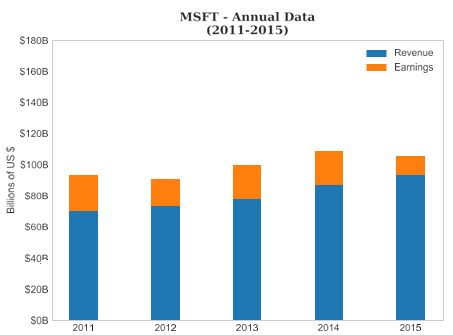 MSFT - Annual Data
(2011-2015)
$180B
$160B
$140B
$120B
$100B
$80B
$60B
$40B
$20B
$0B
Billions of US $
Revenue
Earnings
2011 2012 2013 2014 2015